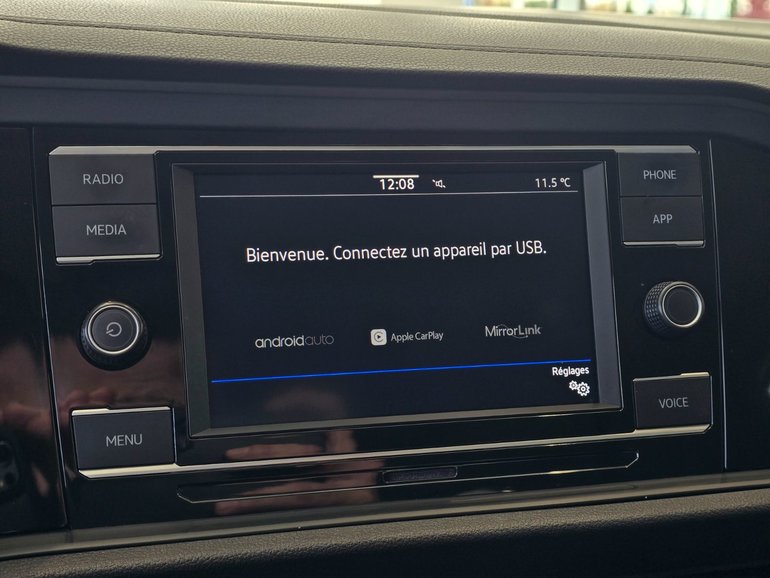 RADIO
MEDIA
MENU
12:08
11.5 °C
Bienvenue. Connectez un appareil par USB.
androidauto
Apple CarPlay
MirrorLink
Réglages
PHONE
APP
VOICE